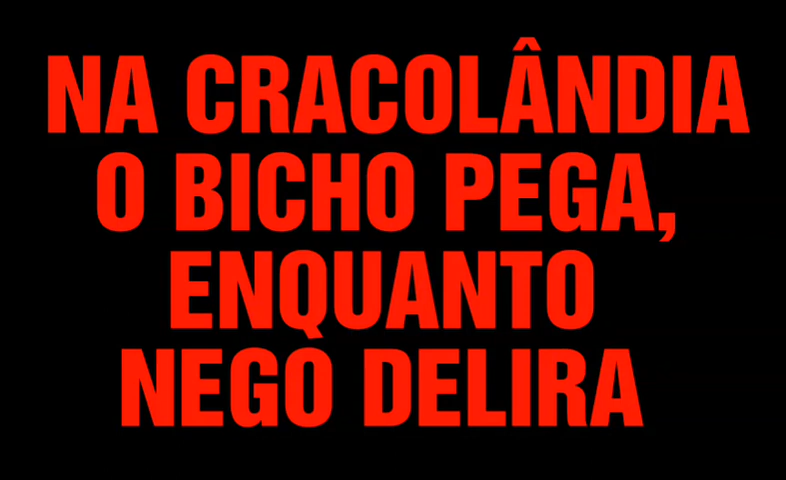 NA CRACOLÂNDIA
O BICHO PEGA,
ENQUANTO
NEGO DELIRA